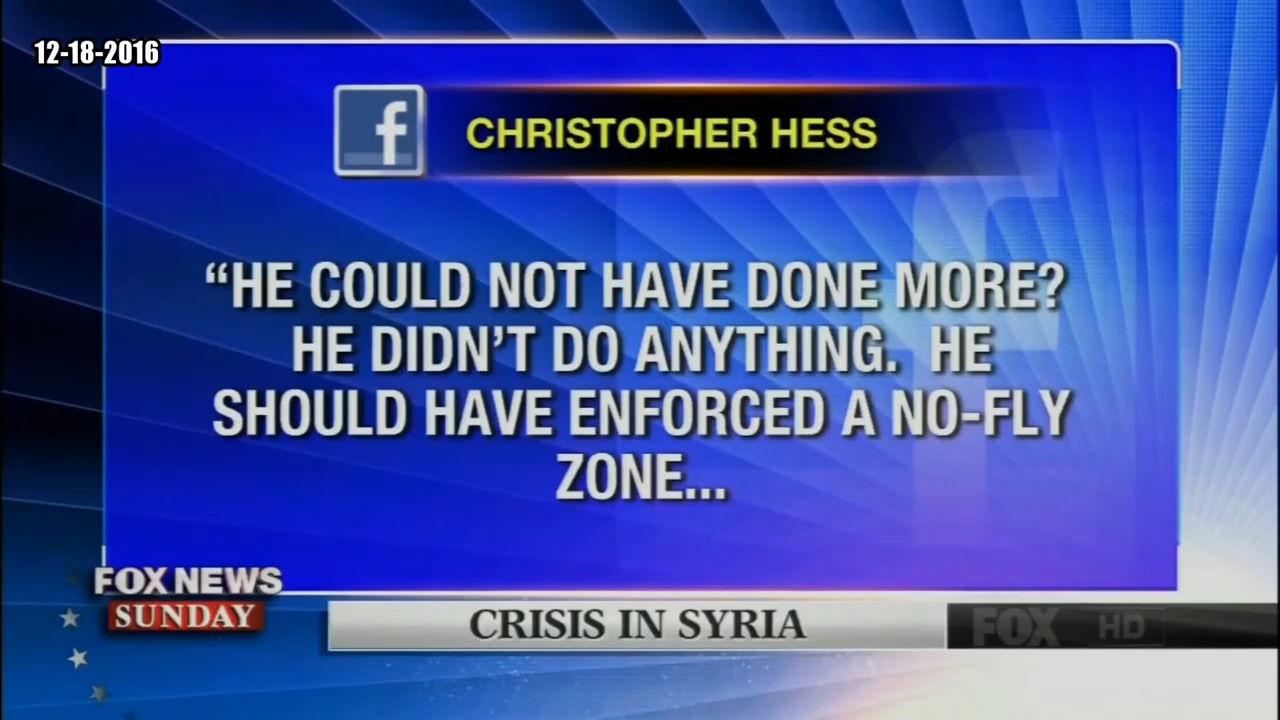 12-18-2016
f
CHRISTOPHER HESS
“HE COULD NOT HAVE DONE MORE?
HE DIDN’T DO ANYTHING. HE
SHOULD HAVE ENFORCED A NO-FLY
ZONE...
FOX NEWS
SUNDAY
CRISIS IN SYRIA
FOX HD